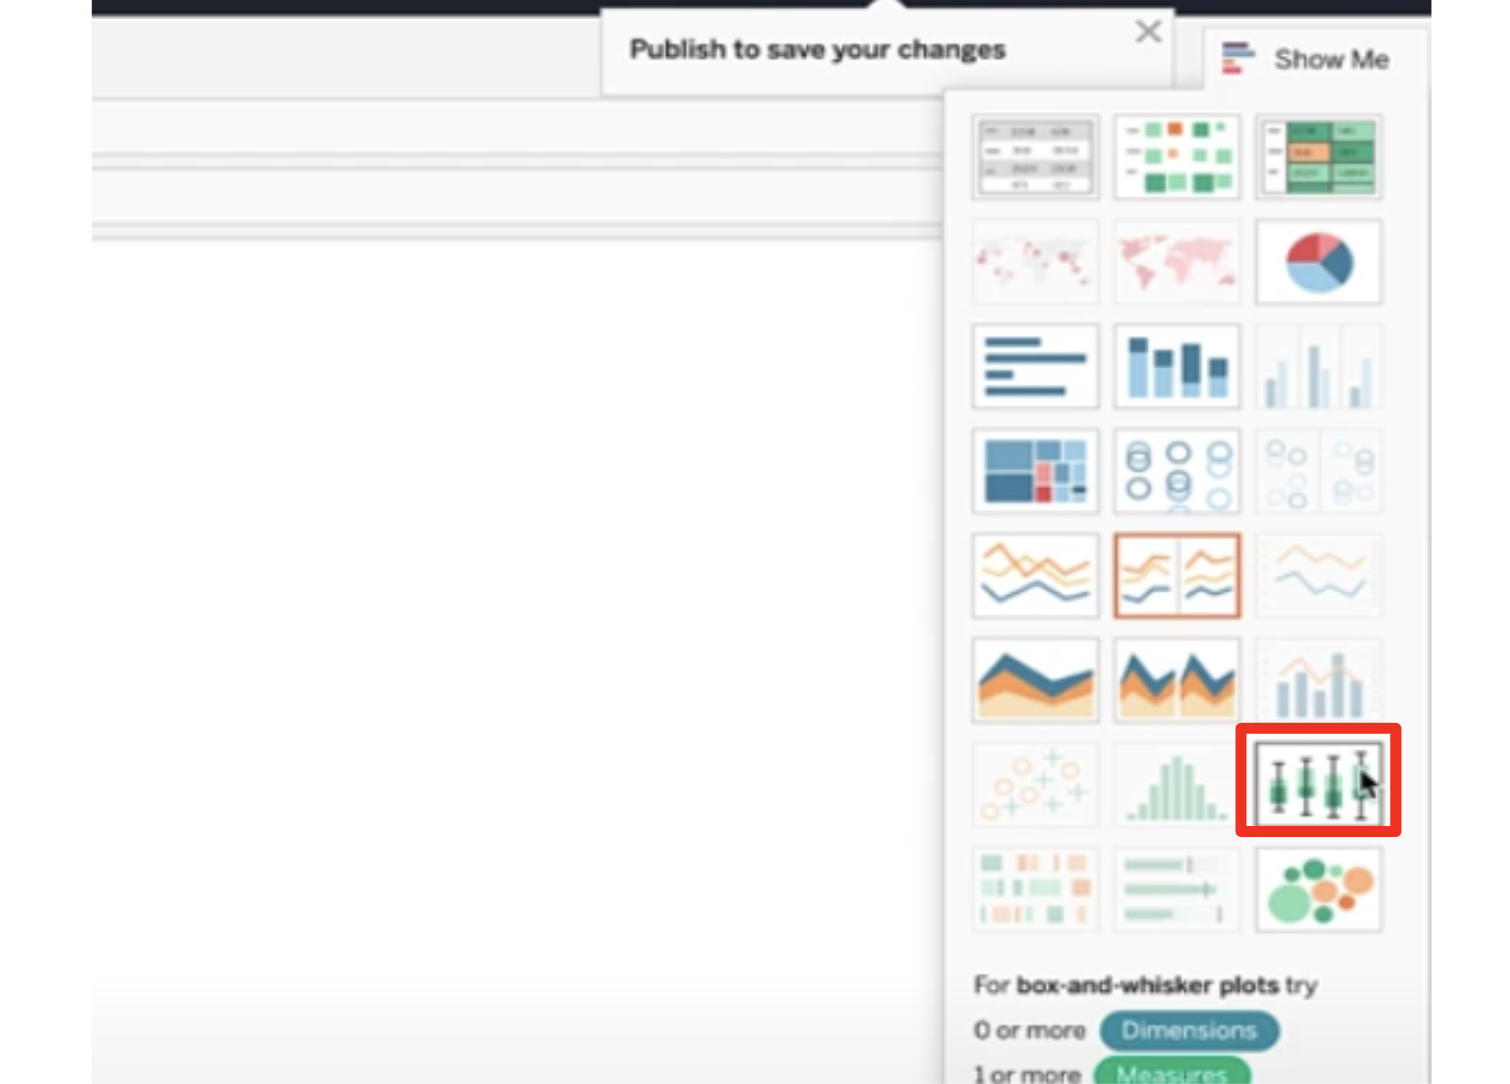 Publish to save your changes
Show Me
For box-and-whisker plots try
0 or more Dimensions
1 or more Measures